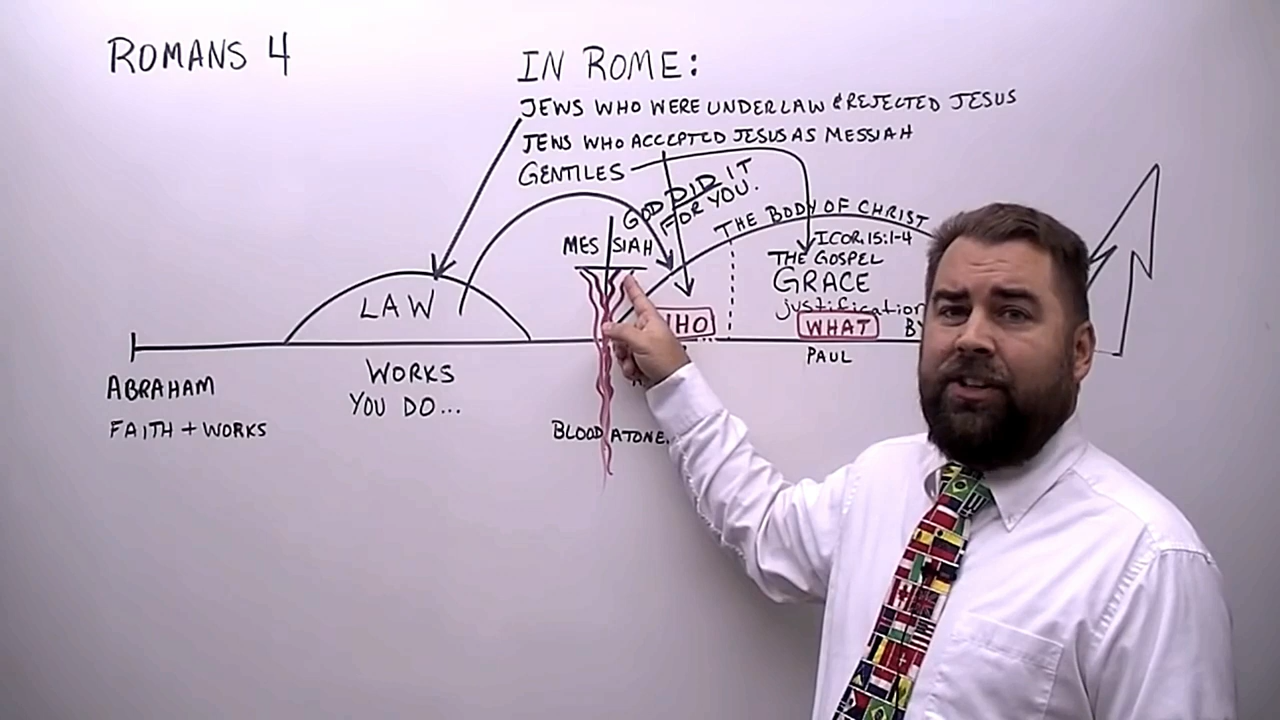 ROMANS 4
IN ROME:
JEWS WHO WERE UNDER LAW & REJECTED JESUS
JEWS WHO ACCEPTED JESUS AS MESSIAH
GENTILES
GOD DID IT
FOR YOU.
THE BODY OF CHRIST
MESSIAH
I COR. 15:1-4
THE GOSPEL
GRACE
justification
LAW
WHAT
PAUL
ABRAHAM
FAITH + WORKS
WORKS
YOU DO...
BLOOD ATONE.